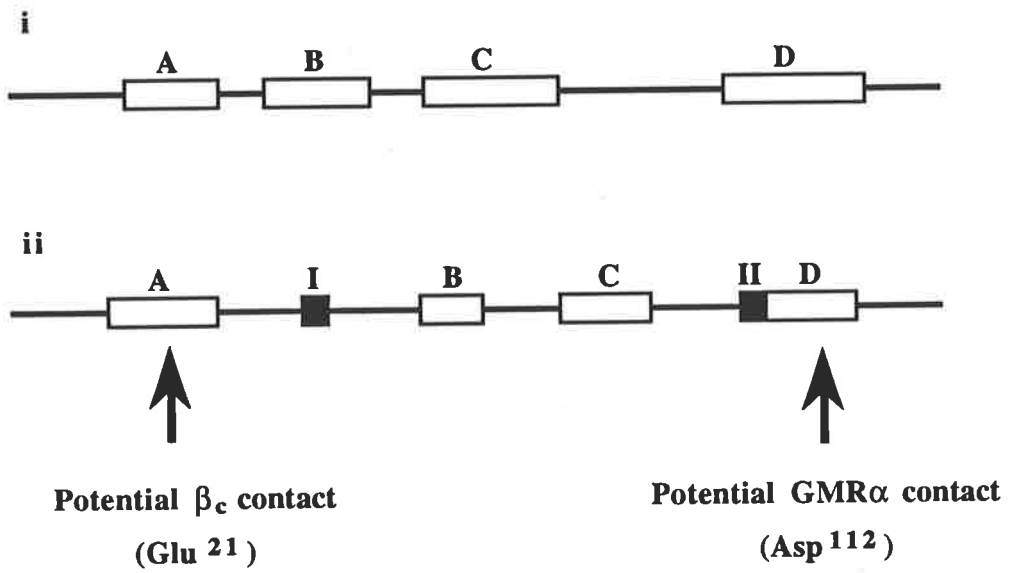 i
A B C D
ii
A I B C II D
Potential βc contact
(Glu 21)
Potential GMRα contact
(Asp 112)